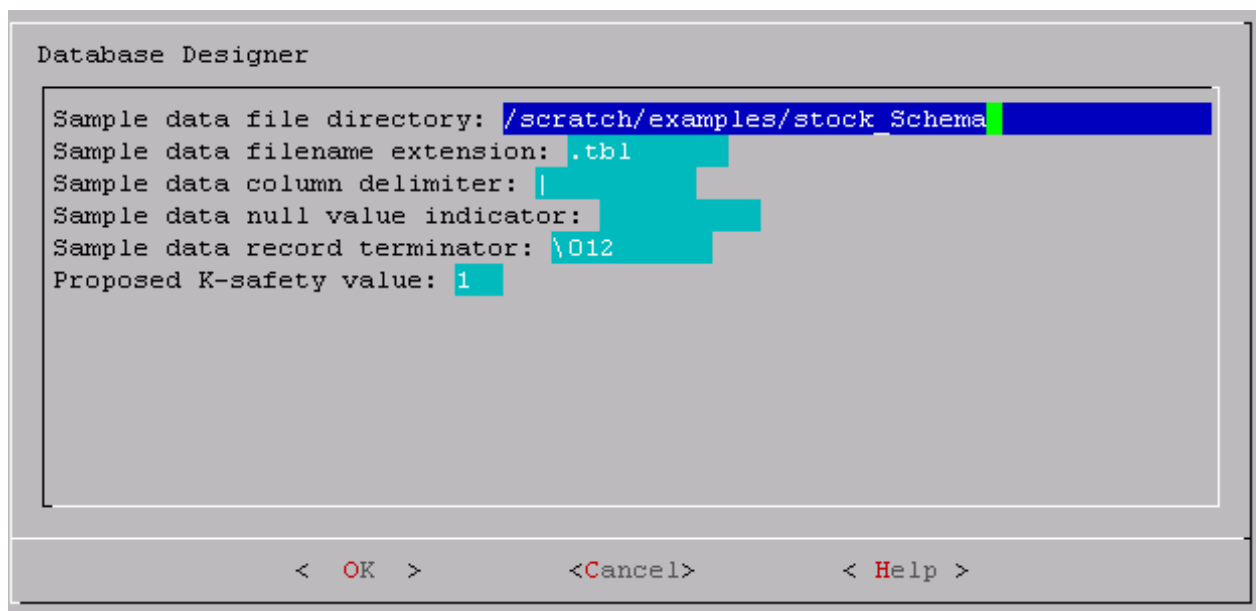 Database Designer
Sample data file directory: /scratch/examples/stock_Schema
Sample data filename extension: .tbl
Sample data column delimiter: |
Sample data null value indicator:
Sample data record terminator: \012
Proposed K-safety value: 1
< OK > <Cancel> < Help >